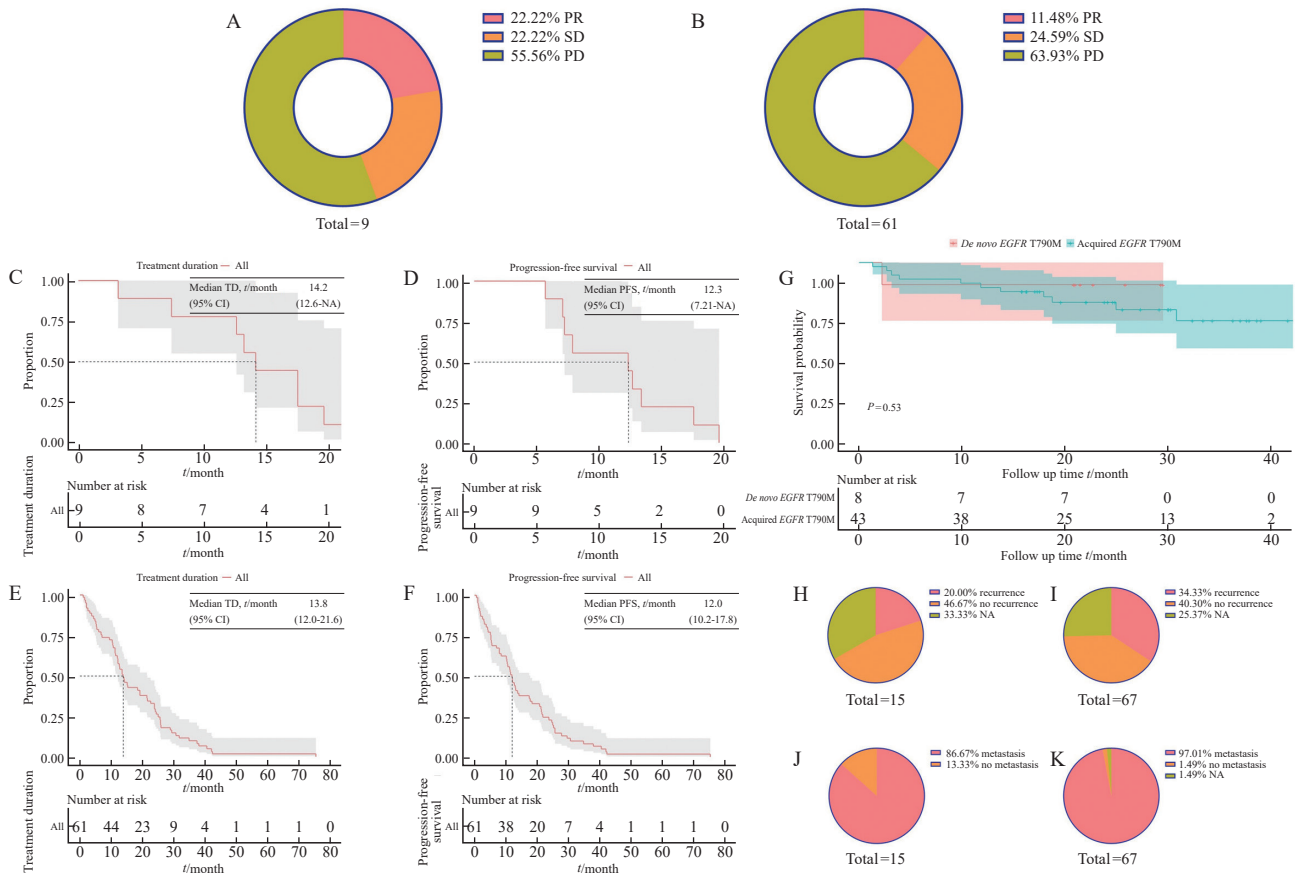 A
22.22% PR
22.22% SD
55.56% PD
Total=9
B
11.48% PR
24.59% SD
63.93% PD
Total=61
C
Treatment duration — All
Median TD, t/month 14.2
(95% CI) (12.6-NA)
Proportion
1.00
0.75
0.50
0.25
0.00
0 5 10 15 20
t/month
Treatment duration
Number at risk
All 9 8 7 4 1
0 5 10 15 20
t/month
D
Progression-free survival — All
Median PFS, t/month 12.3
(95% CI) (7.21-NA)
Proportion
1.00
0.75
0.50
0.25
0.00
0 5 10 15 20
t/month
Progression-free
survival
Number at risk
All 9 9 5 2 0
0 5 10 15 20
t/month
G
De novo EGFR T790M Acquired EGFR T790M
Survival probability
1.00
0.75
0.50
0.25
0.00
P=0.53
0 10 20 30 40
Follow up time t/month
Number at risk
De novo EGFR T790M 8 7 7 0 0
Acquired EGFR T790M 43 38 25 13 2
0 10 20 30 40
Follow up time t/month
E
Treatment duration — All
Median TD, t/month 13.8
(95% CI) (12.0-21.6)
Proportion
1.00
0.75
0.50
0.25
0.00
0 10 20 30 40 50 60 70 80
t/month
Treatment duration
Number at risk
All 61 44 23 9 4 1 1 1 0
0 10 20 30 40 50 60 70 80
t/month
F
Progression-free survival — All
Median PFS, t/month 12.0
(95% CI) (10.2-17.8)
Proportion
1.00
0.75
0.50
0.25
0.00
0 10 20 30 40 50 60 70 80
t/month
Progression-free
survival
Number at risk
All 61 38 20 7 4 1 1 1 0
0 10 20 30 40 50 60 70 80
t/month
H
20.00% recurrence
46.67% no recurrence
33.33% NA
Total=15
I
34.33% recurrence
40.30% no recurrence
25.37% NA
Total=67
J
86.67% metastasis
13.33% no metastasis
Total=15
K
97.01% metastasis
1.49% no metastasis
1.49% NA
Total=67